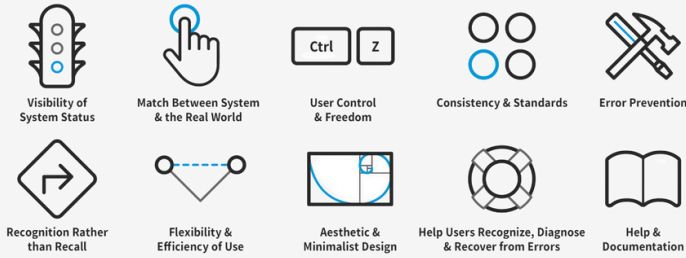 Ctrl
Z
Visibility of
System Status
Match Between System
& the Real World
User Control
& Freedom
Consistency & Standards
Error Prevention
Recognition Rather
than Recall
Flexibility &
Efficiency of Use
Aesthetic &
Minimalist Design
Help Users Recognize, Diagnose
& Recover from Errors
Help &
Documentation